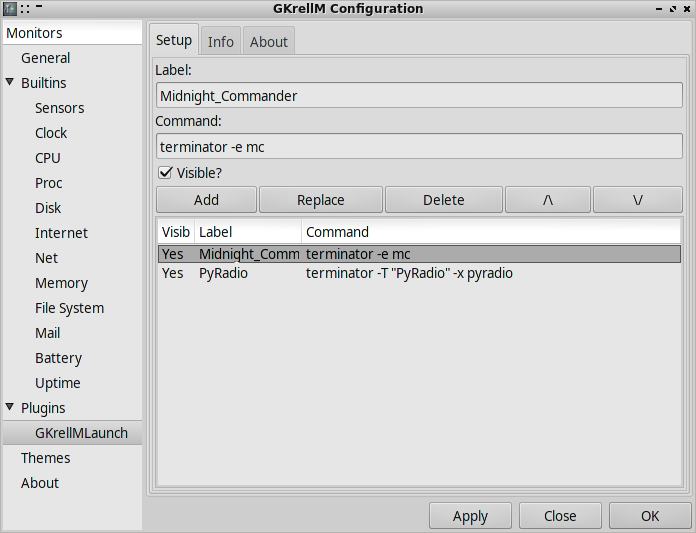 GKrellM Configuration
Monitors
General
Builtins
Sensors
Clock
CPU
Proc
Disk
Internet
Net
Memory
File System
Mail
Battery
Uptime
Plugins
GKrellMLaunch
Themes
About
Setup Info About
Label:
Midnight_Commander
Command:
terminator -e mc
Visible?
Add Replace Delete /\ \/
Visib Label Command
Yes Midnight_Comm terminator -e mc
Yes PyRadio terminator -T "PyRadio" -x pyradio
Apply Close OK